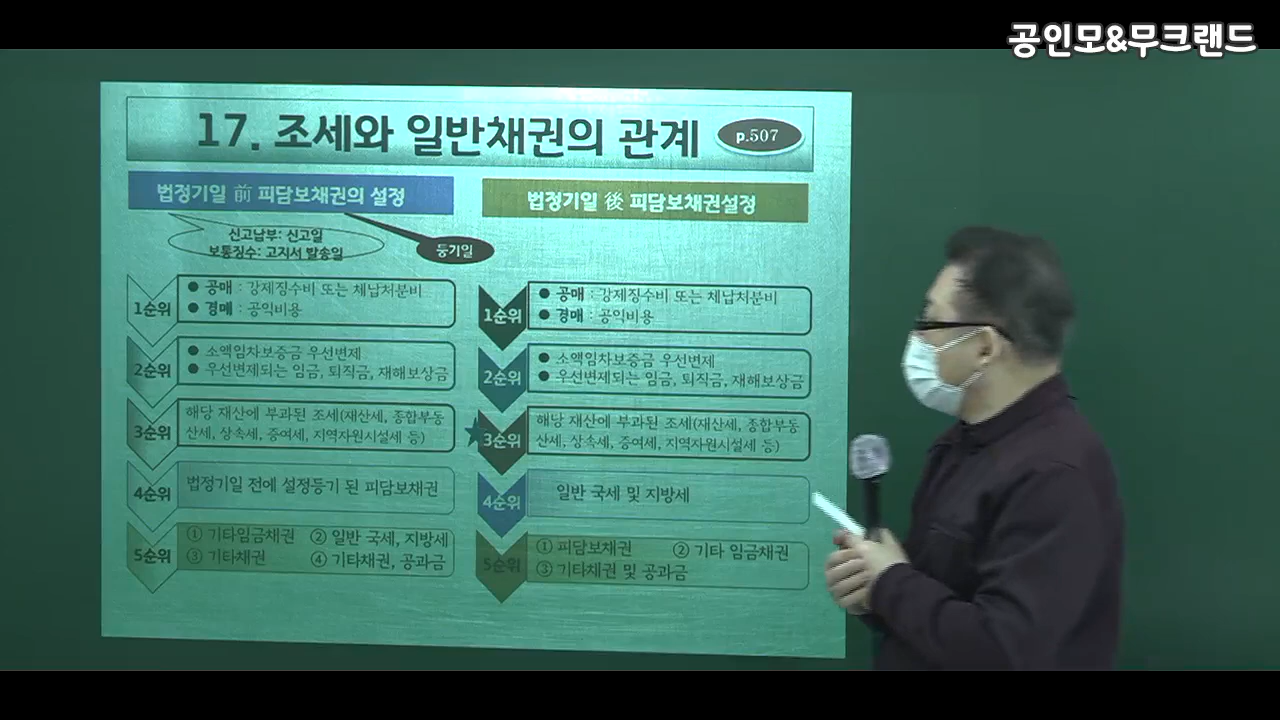 공인모&무크랜드
17. 조세와 일반채권의 관계
p.507
법정기일 前 피담보채권의 설정
신고납부: 신고일
보통징수: 고지서 발송일
등기일
1순위
● 공매 : 강제징수비 또는 체납처분비
● 경매 : 공익비용
2순위
● 소액임차보증금 우선변제
● 우선변제되는 임금, 퇴직금, 재해보상금
3순위
해당 재산에 부과된 조세(재산세, 종합부동
산세, 상속세, 증여세, 지역자원시설세 등)
4순위
법정기일 전에 설정등기 된 피담보채권
5순위
① 기타임금채권 ② 일반 국세, 지방세
③ 기타채권 ④ 기타채권, 공과금
법정기일 後 피담보채권설정
1순위
● 공매 : 강제징수비 또는 체납처분비
● 경매 : 공익비용
2순위
● 소액임차보증금 우선변제
● 우선변제되는 임금, 퇴직금, 재해보상금
3순위
해당 재산에 부과된 조세(재산세, 종합부동
산세, 상속세, 증여세, 지역자원시설세 등)
4순위
일반 국세 및 지방세
5순위
① 피담보채권 ② 기타 임금채권
③ 기타채권 및 공과금